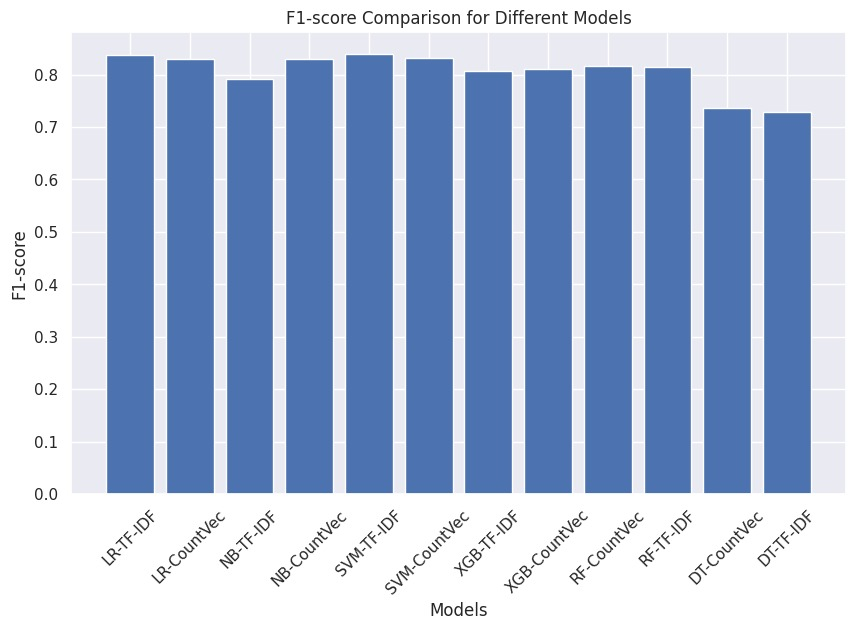 F1-score Comparison for Different Models
F1-score
0.8
0.7
0.6
0.5
0.4
0.3
0.2
0.1
0.0
LR-TF-IDF
LR-CountVec
NB-TF-IDF
NB-CountVec
SVM-TF-IDF
SVM-CountVec
XGB-TF-IDF
XGB-CountVec
RF-CountVec
RF-TF-IDF
DT-CountVec
DT-TF-IDF
Models